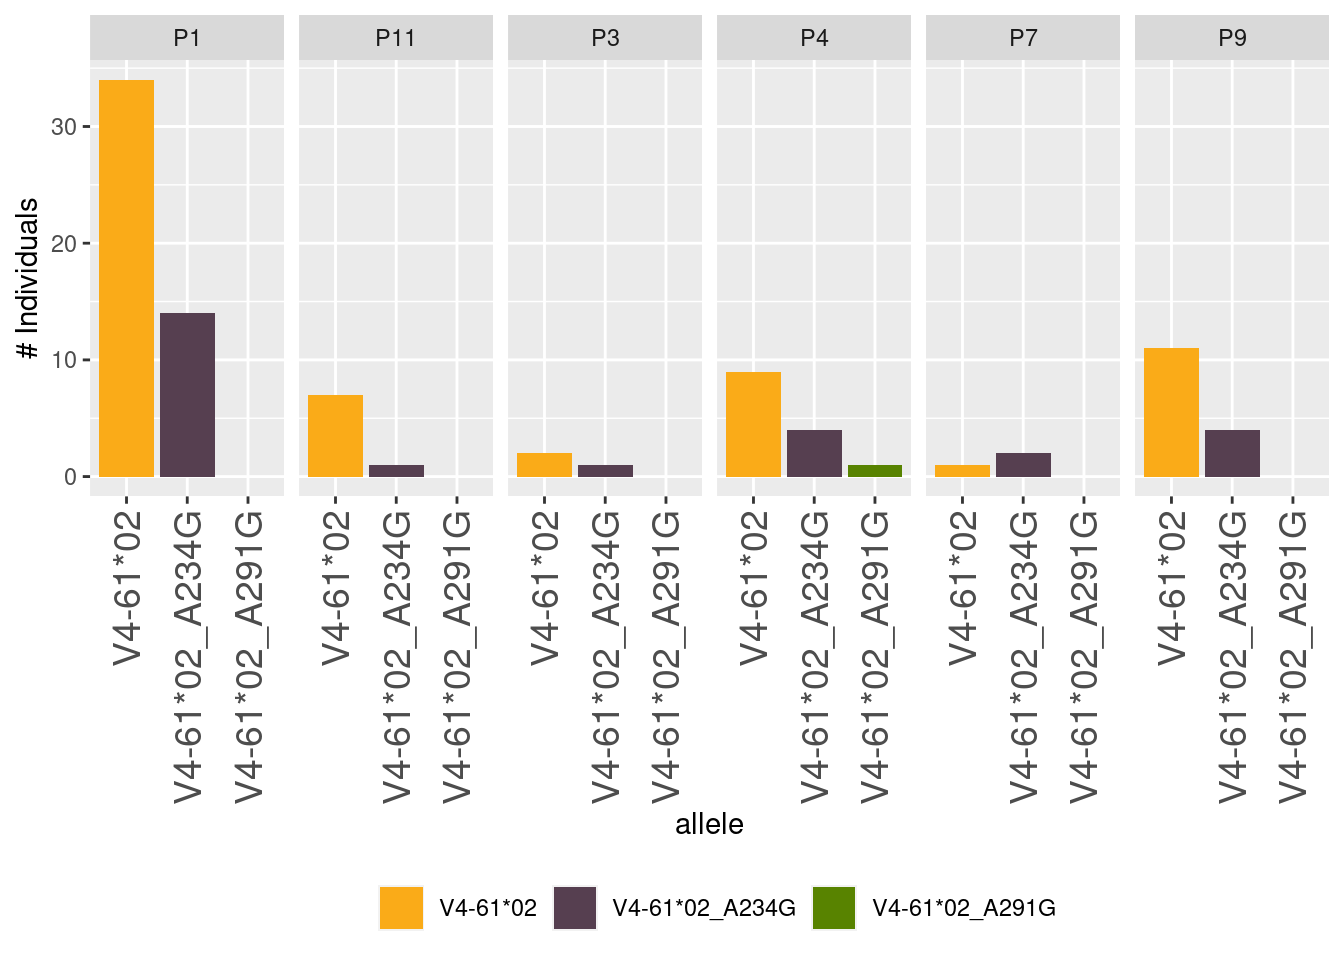 P1 P11 P3 P4 P7 P9
# Individuals
30
20
10
0
V4-61*02 V4-61*02_A234G V4-61*02_A291G V4-61*02 V4-61*02_A234G V4-61*02_A291G V4-61*02 V4-61*02_A234G V4-61*02_A291G V4-61*02 V4-61*02_A234G V4-61*02_A291G V4-61*02 V4-61*02_A234G V4-61*02_A291G V4-61*02 V4-61*02_A234G V4-61*02_A291G
allele
V4-61*02 V4-61*02_A234G V4-61*02_A291G